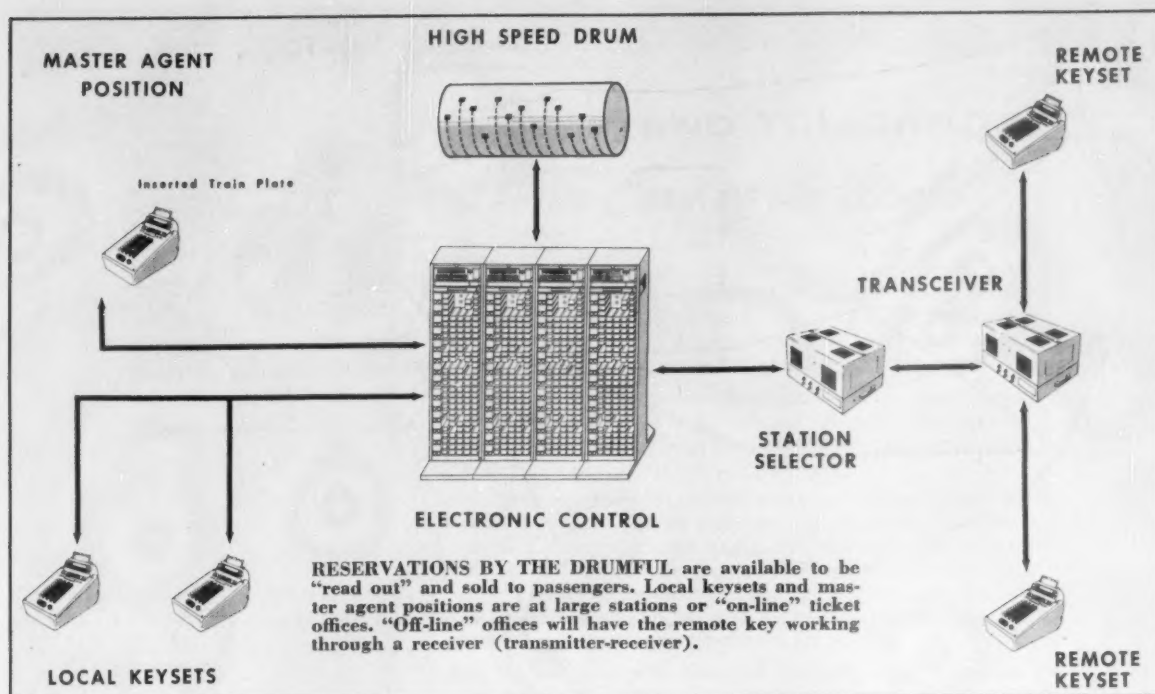 HIGH SPEED DRUM
MASTER AGENT
POSITION
REMOTE
KEYSET
Inserted Train Plate
TRANSCEIVER
STATION
SELECTOR
ELECTRONIC CONTROL
RESERVATIONS BY THE DRUMFUL are available to be
“read out” and sold to passengers. Local keysets and mas-
ter agent positions are at large stations or “on-line” ticket
offices. “Off-line” offices will have the remote key working
through a receiver (transmitter-receiver).
LOCAL KEYSETS
REMOTE
KEYSET